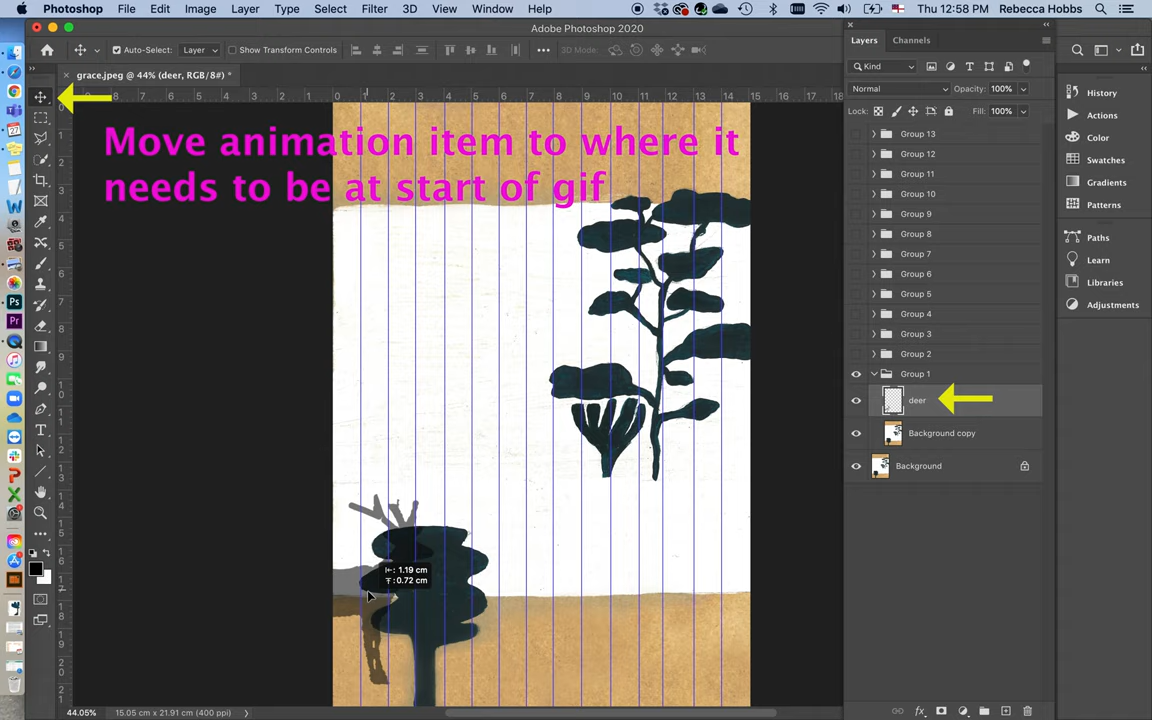 Photoshop File Edit Image Layer Type Select Filter 3D View Window Help Thu 12:58 PM Rebecca Hobbs
Adobe Photoshop 2020
Auto-Select: Layer Show Transform Controls 3D Mode:
grace.jpeg @ 44% (deer, RGB/8#) *
Move animation item to where it
needs to be at start of gif
Layers Channels
Kind
Normal Opacity: 100%
Lock: Fill: 100%
Group 13
Group 12
Group 11
Group 10
Group 9
Group 8
Group 7
Group 6
Group 5
Group 4
Group 3
Group 2
Group 1
deer
Background copy
Background
History
Actions
Color
Swatches
Gradients
Patterns
Paths
Learn
Libraries
Adjustments
: 1.19 cm
: 0.72 cm
44.05% 15.05 cm x 21.91 cm (400 ppi)